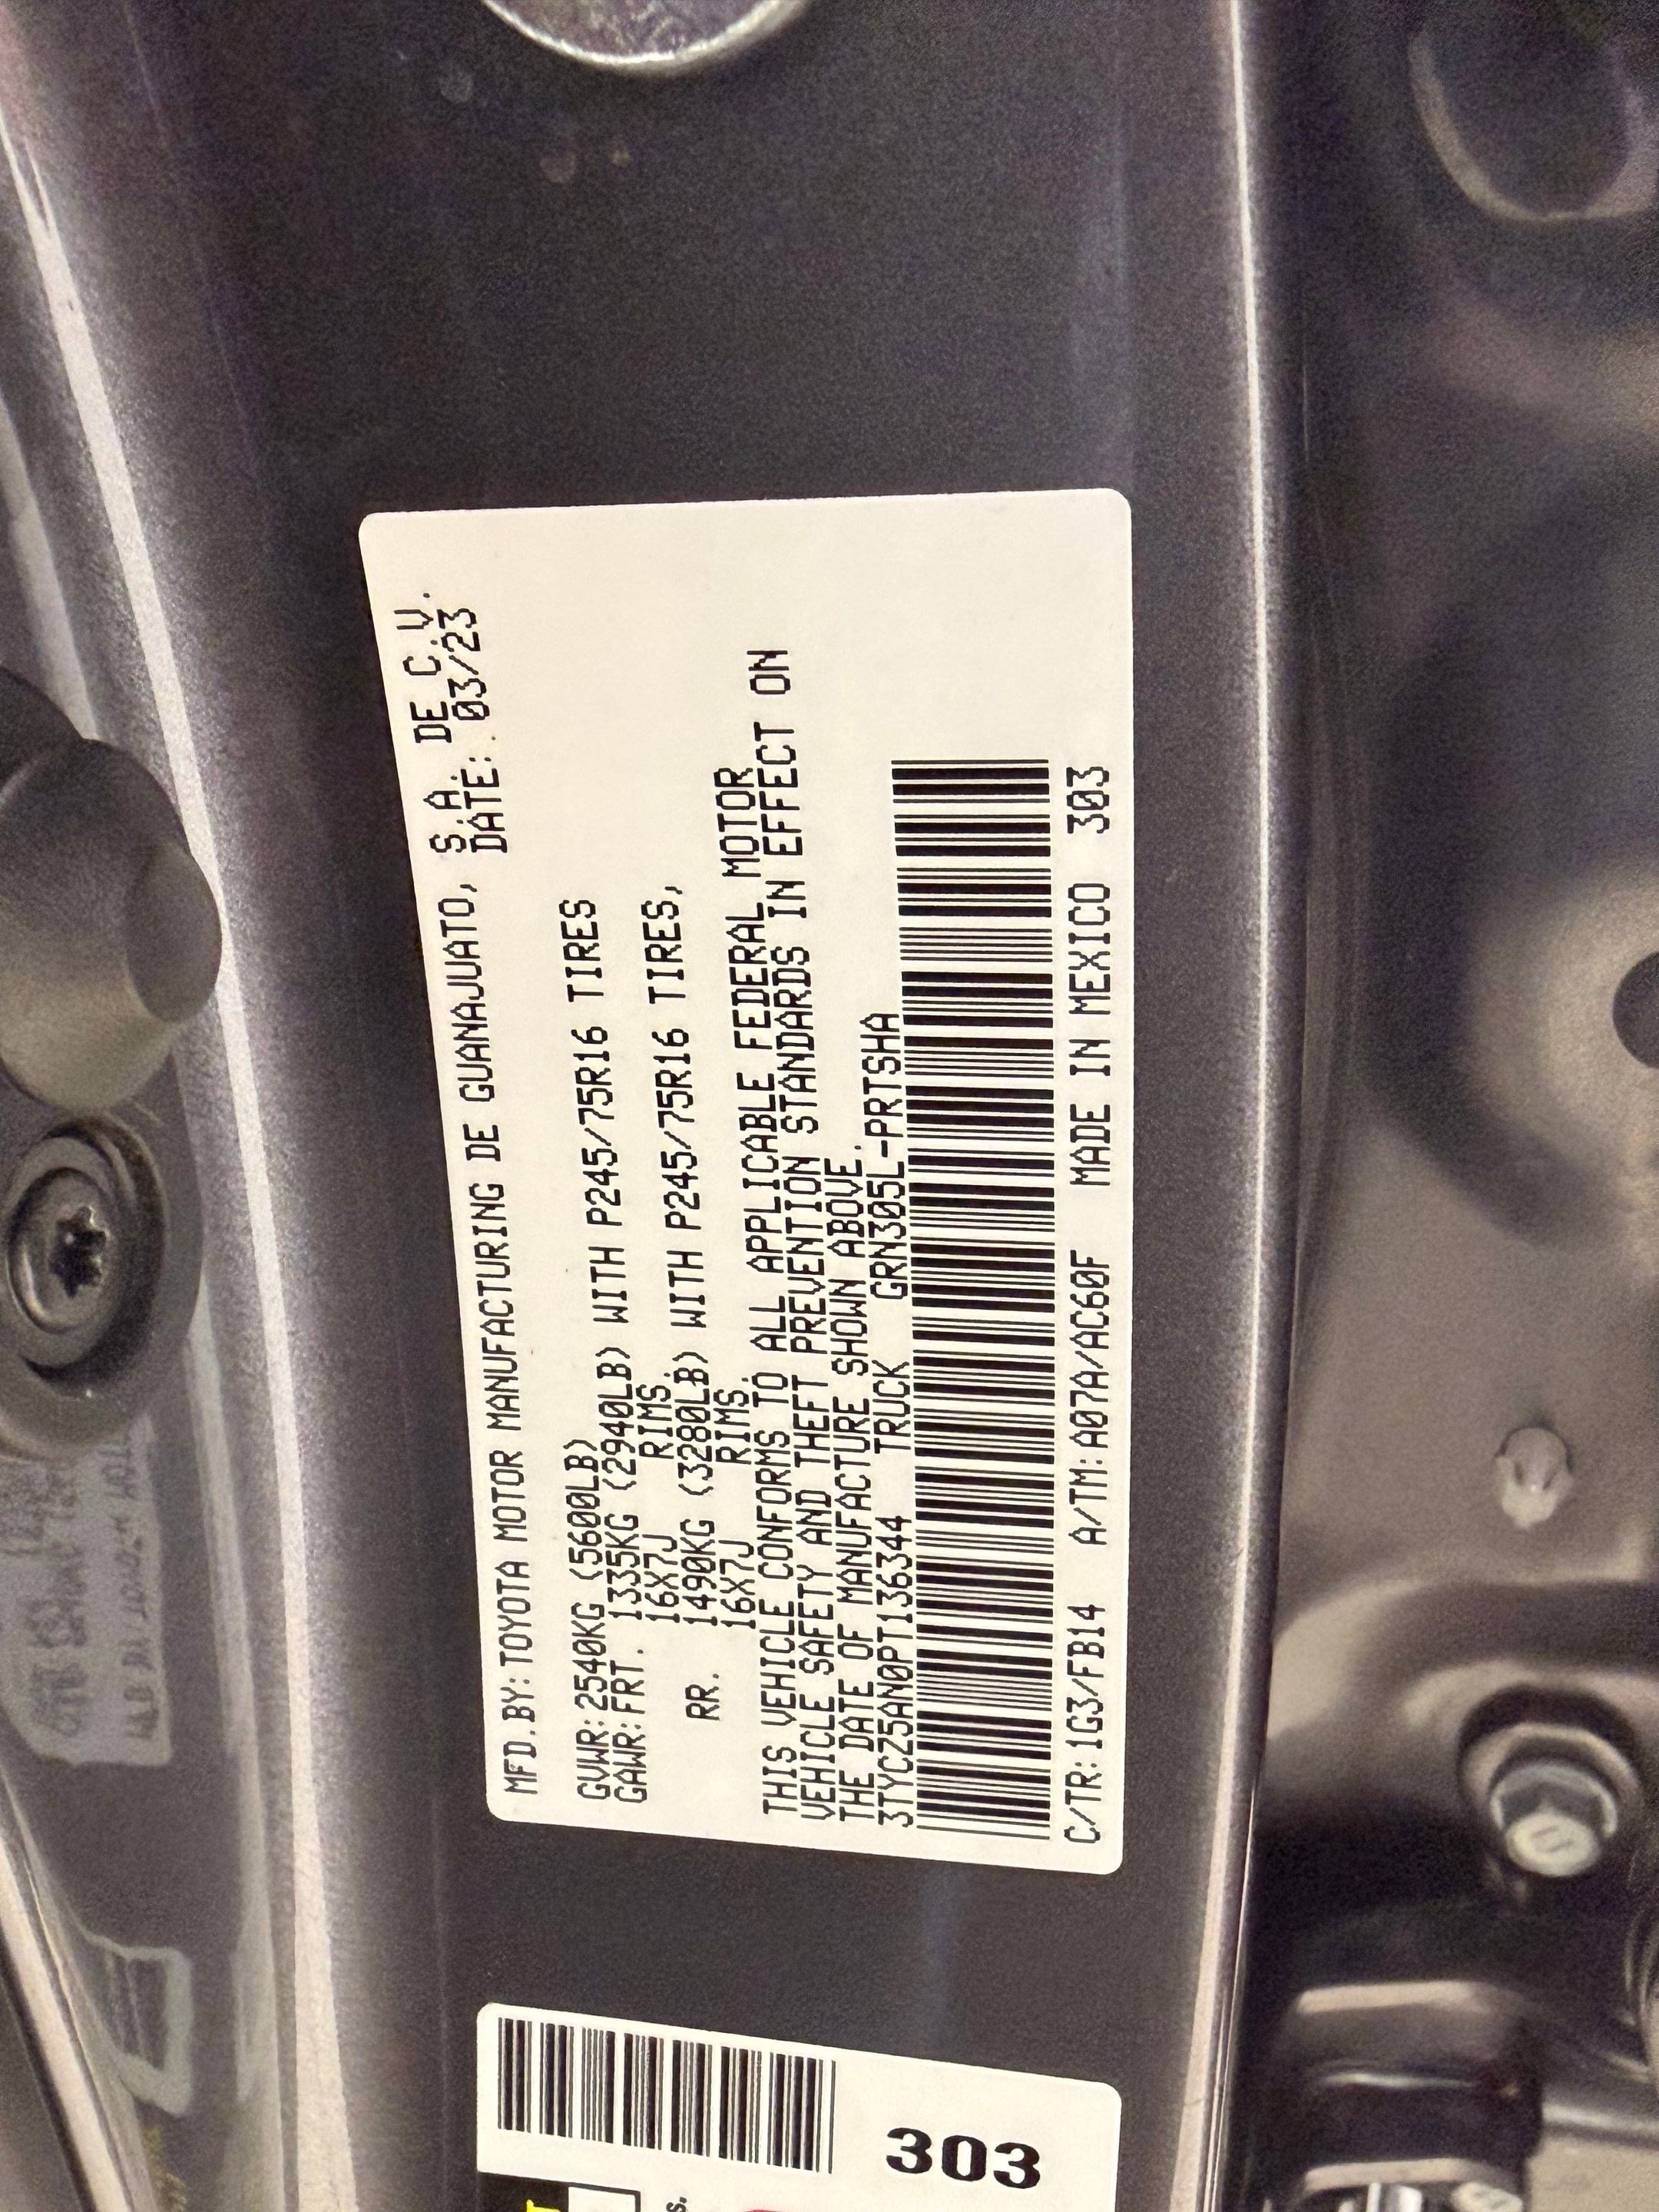 MFD.BY:TOYOTA MOTOR MANUFACTURING DE GUANAJUATO, S.A. DE C.V.
DATE: 03/23
GVWR:2540KG (5600LB)
GAWR:FRT. 1335KG (2940LB) WITH P245/75R16 TIRES
16X7J RIMS,
RR. 1490KG (3280LB) WITH P245/75R16 TIRES,
16X7J RIMS.
THIS VEHICLE CONFORMS TO ALL APPLICABLE FEDERAL MOTOR
VEHICLE SAFETY AND THEFT PREVENTION STANDARDS IN EFFECT ON
THE DATE OF MANUFACTURE SHOWN ABOVE.
3TYCZ5AN0PT136344 TRUCK GRN305L-PRTSHA
C/TR:1G3/FB14 A/TM:A07A/AC60F MADE IN MEXICO 303
303